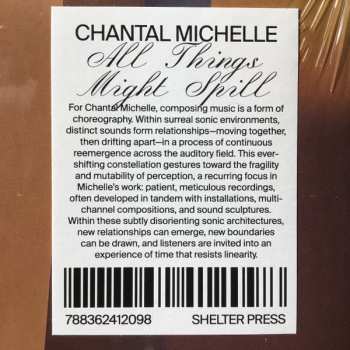 CHANTAL MICHELLE
All Things
Might Spill
For Chantal Michelle, composing music is a form of
choreography. Within surreal sonic environments,
distinct sounds form relationships—moving together,
then drifting apart—in a process of continuous
reemergence across the auditory field. This ever-
shifting constellation gestures toward the fragility
and mutability of perception, a recurring focus in
Michelle's work: patient, meticulous recordings,
often developed in tandem with installations, multi-
channel compositions, and sound sculptures.
Within these subtly disorienting sonic architectures,
new relationships can emerge, new boundaries
can be drawn, and listeners are invited into an
experience of time that resists linearity.
788362412098 SHELTER PRESS